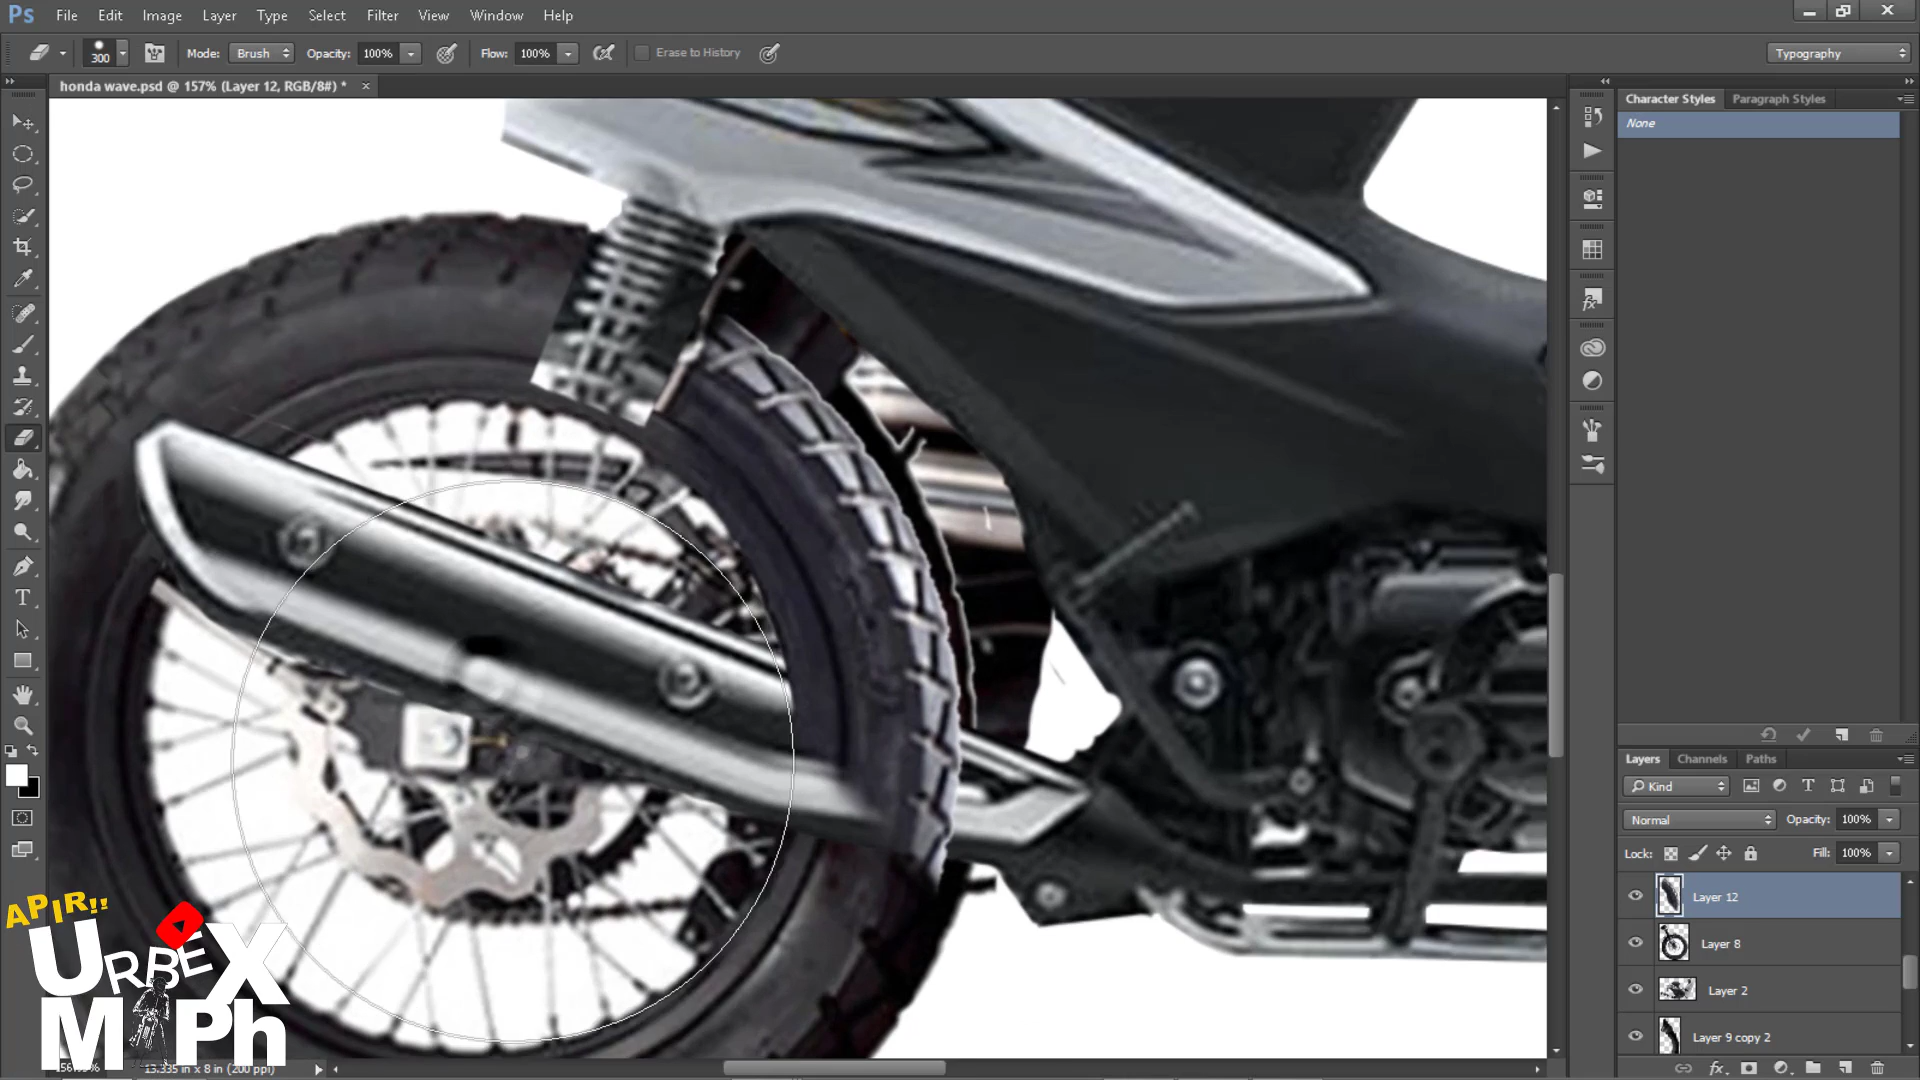 Ps File Edit Image Layer Type Select Filter View Window Help
300 Mode: Brush Opacity: 100% Flow: 100% Erase to History Typography
honda wave.psd @ 157% (Layer 12, RGB/8#) * ×
Character Styles Paragraph Styles
None
Layers Channels Paths
Kind
Normal Opacity: 100%
Lock: Fill: 100%
Layer 12
Layer 8
Layer 2
Layer 9 copy 2
APIR!!
URBEX
M Ph
13.335 in x 8 in (200 ppi)